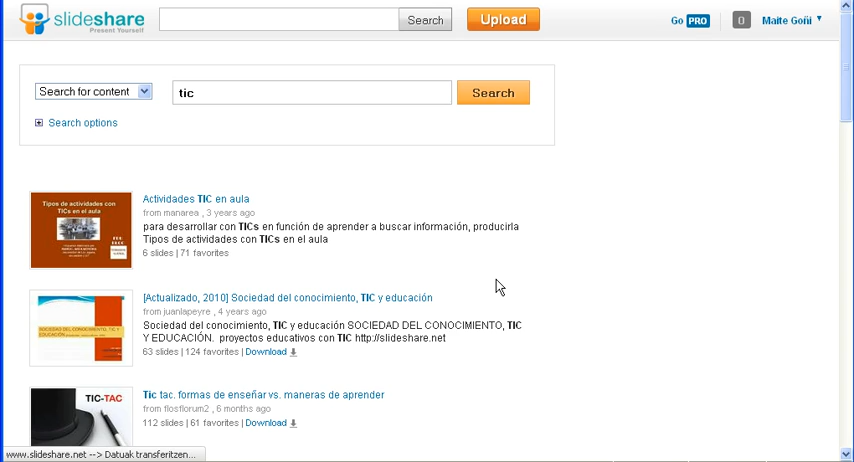 slideshare
Present Yourself
Search
Upload
Go PRO
0
Maite Goñi
Search for content
tic
Search
Search options
Tipos de actividades con
TICs en el aula
Actividades TIC en aula
from manarea , 3 years ago
para desarrollar con TICs en función de aprender a buscar información, producirla
Tipos de actividades con TICs en el aula
6 slides | 71 favorites
SOCIEDAD DEL CONOCIMIENTO, TIC Y
EDUCACIÓN
[Actualizado, 2010] Sociedad del conocimiento, TIC y educación
from juanlapeyre , 4 years ago
Sociedad del conocimiento, TIC y educación SOCIEDAD DEL CONOCIMIENTO, TIC
Y EDUCACIÓN. proyectos educativos con TIC http://slideshare.net
63 slides | 124 favorites | Download
TIC-TAC
Tic tac. formas de enseñar vs. maneras de aprender
from flosflorum2 , 6 months ago
112 slides | 61 favorites | Download
www.slideshare.net --> Datuak transferitzen...